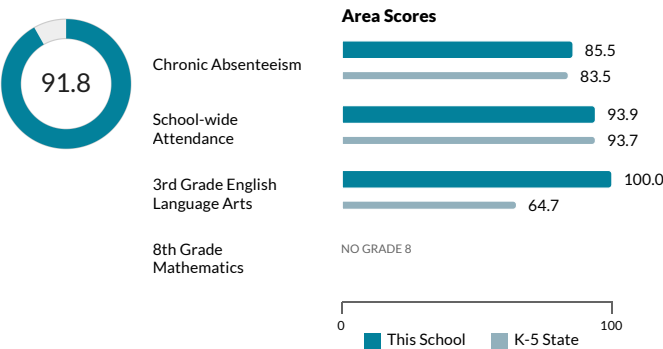 Area Scores
91.8
Chronic Absenteeism
85.5
83.5
School-wide
Attendance
93.9
93.7
3rd Grade English
Language Arts
100.0
64.7
8th Grade
Mathematics
NO GRADE 8
0
100
This School
K-5 State